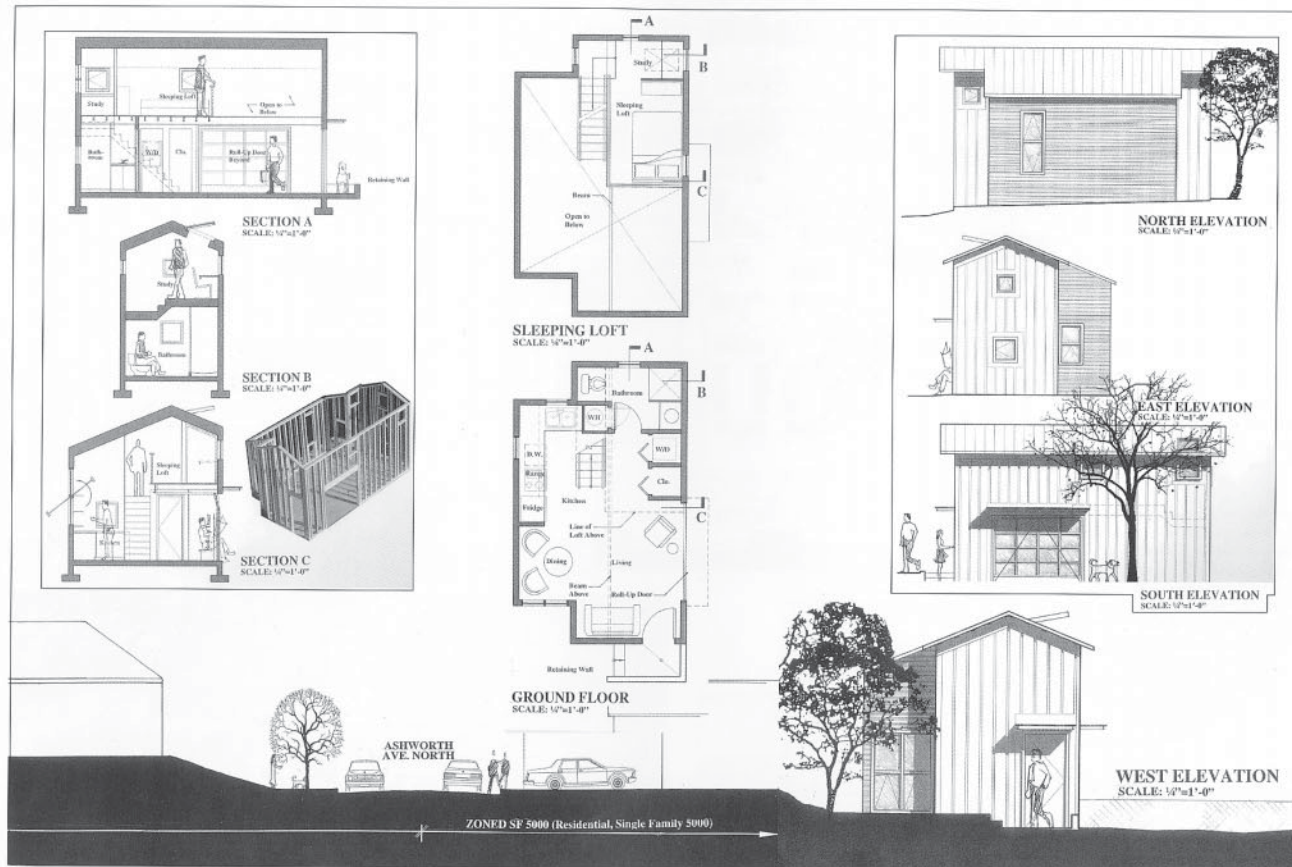 Study
Sleeping Loft
Open to
Below
Bath-
room
W/D
Clo.
Roll-Up Door
Beyond
Retaining Wall
SECTION A
SCALE: ¼"=1'-0"
Study
Bathroom
SECTION B
SCALE: ¼"=1'-0"
Sleeping
Loft
SECTION C
SCALE: ¼"=1'-0"
A
Study
B
Sleeping
Loft
C
Beam
Open to
Below
SLEEPING LOFT
SCALE: ¼"=1'-0"
A
Bathroom
B
WH
D.W.
W/D
Range
Clo.
Kitchen
Fridge
C
Line of
Loft Above
Dining
Living
Beam
Above
Roll-Up Door
Retaining Wall
GROUND FLOOR
SCALE: ¼"=1'-0"
NORTH ELEVATION
SCALE: ¼"=1'-0"
EAST ELEVATION
SCALE: ¼"=1'-0"
SOUTH ELEVATION
SCALE: ¼"=1'-0"
WEST ELEVATION
SCALE: ¼"=1'-0"
ASHWORTH
AVE. NORTH
ZONED SF 5000 (Residential, Single Family 5000)